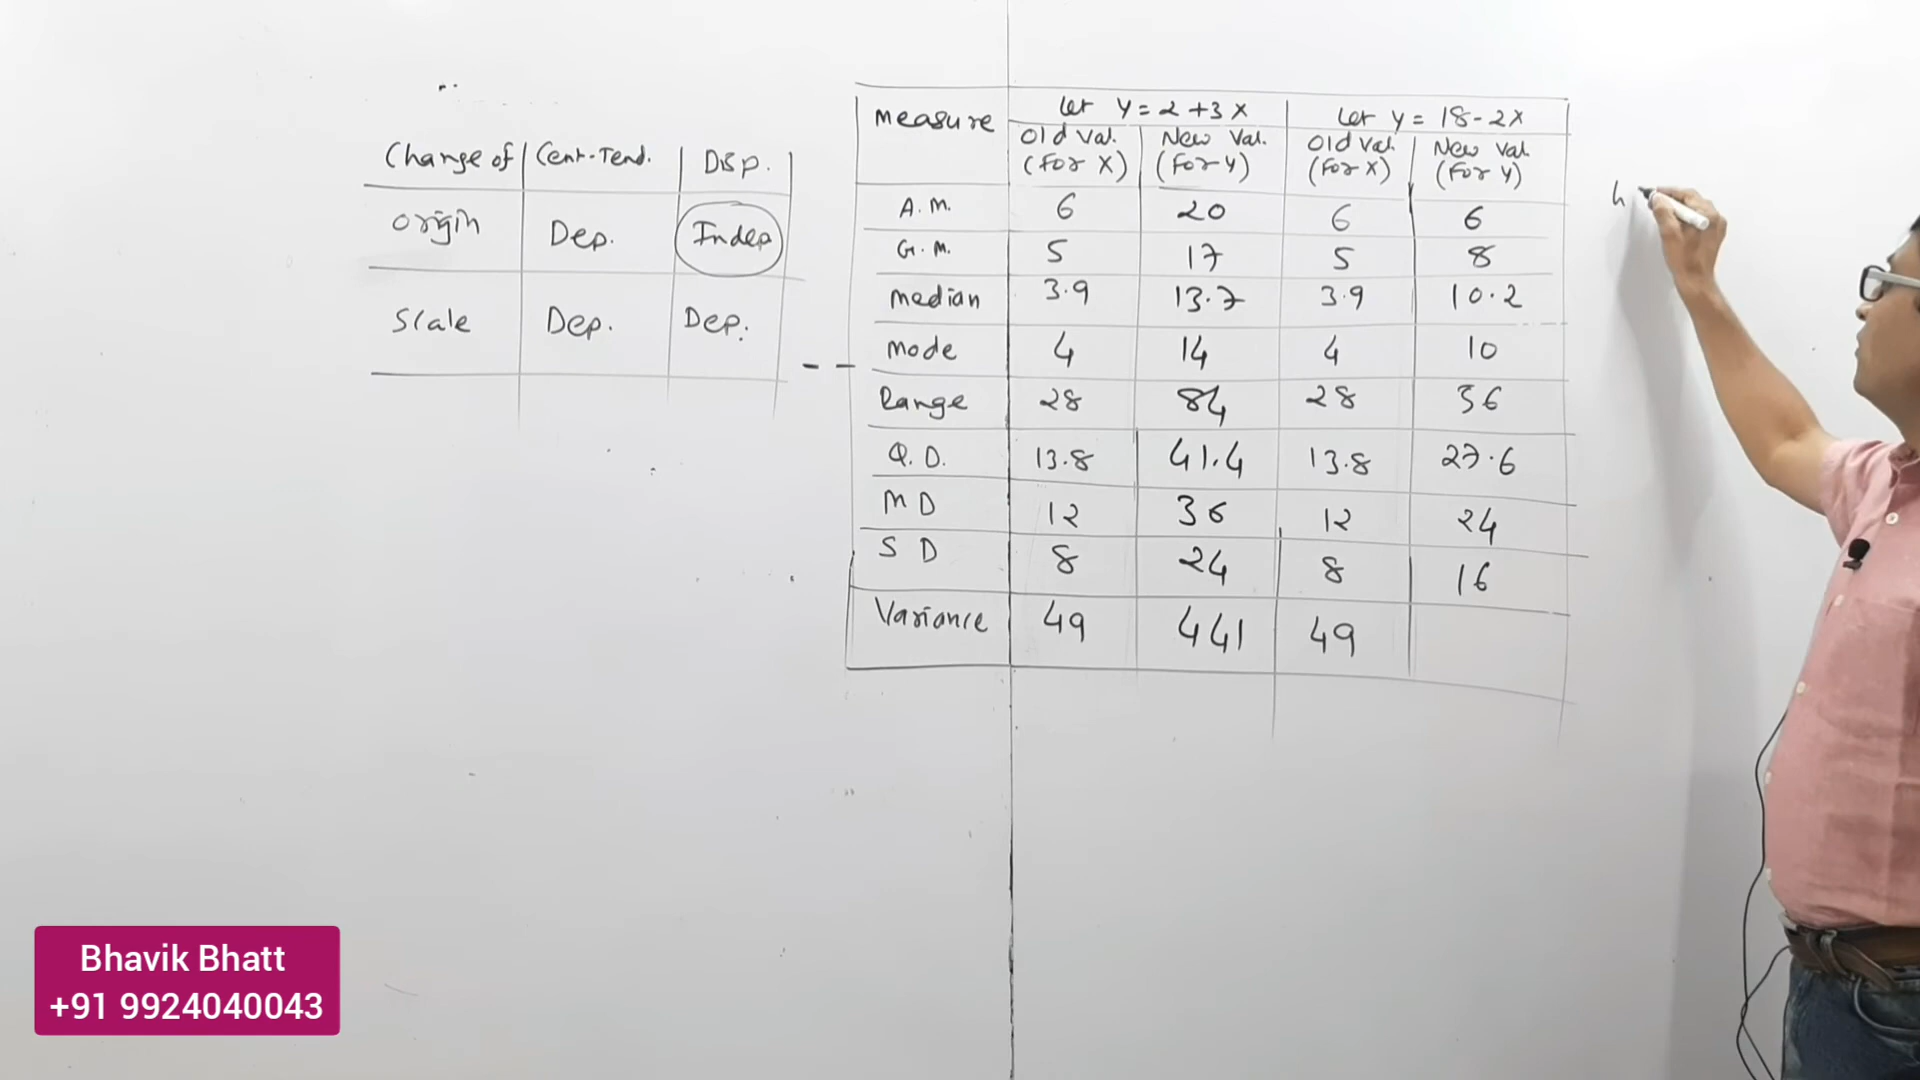 Change of Cent-Tend. Disp.
Origin Dep. Indep
Scale Dep. Dep.
Measure Let Y = 2 + 3 X Let Y = 18 - 2X
Old val. (For X) New Val. (For Y) Old val. (For X) New Val (For Y)
A.M. 6 20 6 6
G.M. 5 17 5 8
Median 3.9 13.7 3.9 10.2
Mode 4 14 4 10
Range 28 84 28 56
Q.D. 13.8 41.4 13.8 27.6
MD 12 36 12 24
SD 8 24 8 16
Variance 49 441 49
Bhavik Bhatt
+91 9924040043